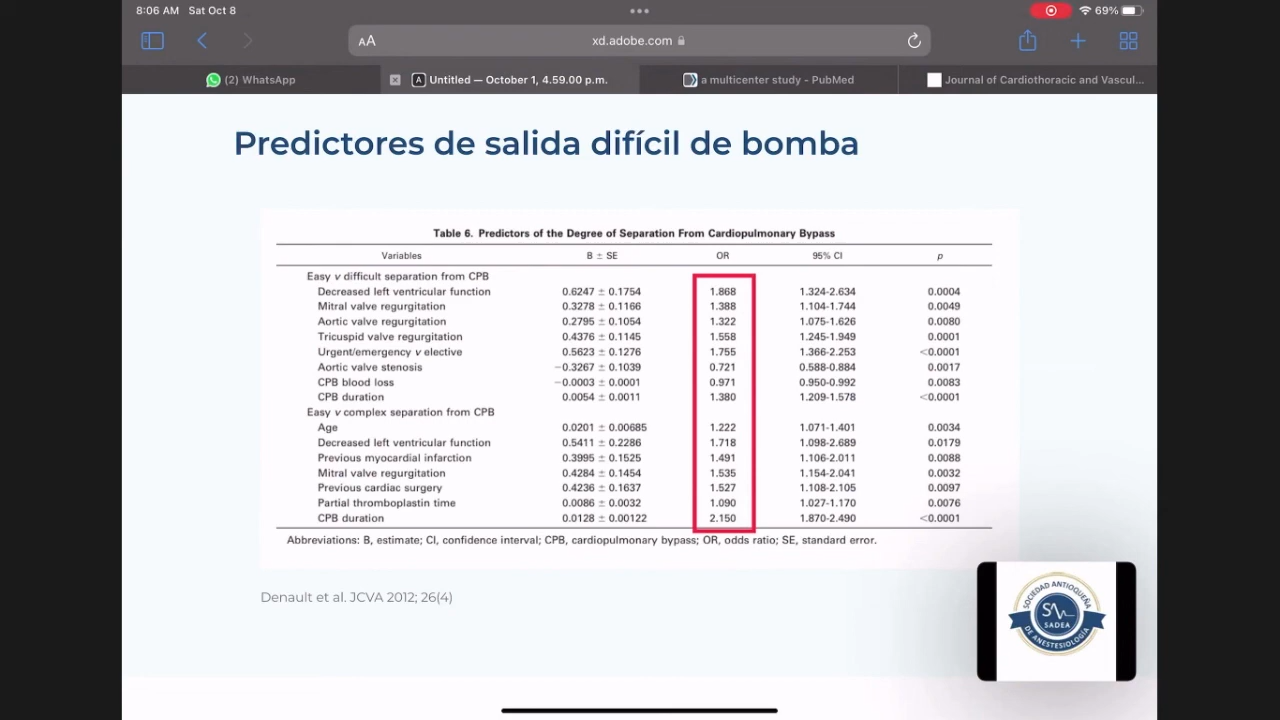 8:06 AM Sat Oct 8
69%
AA
xd.adobe.com
(2) WhatsApp
Untitled — October 1, 4.59.00 p.m.
a multicenter study - PubMed
Journal of Cardiothoracic and Vascul...
Predictores de salida difícil de bomba
Table 6. Predictors of the Degree of Separation From Cardiopulmonary Bypass
Variables B ± SE OR 95% CI p
Easy v difficult separation from CPB
Decreased left ventricular function 0.6247 ± 0.1754 1.868 1.324-2.634 0.0004
Mitral valve regurgitation 0.3278 ± 0.1166 1.388 1.104-1.744 0.0049
Aortic valve regurgitation 0.2795 ± 0.1054 1.322 1.075-1.626 0.0080
Tricuspid valve regurgitation 0.4376 ± 0.1145 1.558 1.245-1.949 0.0001
Urgent/emergency v elective 0.5623 ± 0.1276 1.755 1.366-2.253 <0.0001
Aortic valve stenosis −0.3267 ± 0.1039 0.721 0.588-0.884 0.0017
CPB blood loss −0.0003 ± 0.0001 0.971 0.950-0.992 0.0083
CPB duration 0.0054 ± 0.0011 1.380 1.209-1.578 <0.0001
Easy v complex separation from CPB
Age 0.0201 ± 0.00685 1.222 1.071-1.401 0.0034
Decreased left ventricular function 0.5411 ± 0.2286 1.718 1.098-2.689 0.0179
Previous myocardial infarction 0.3995 ± 0.1525 1.491 1.106-2.011 0.0088
Mitral valve regurgitation 0.4284 ± 0.1454 1.535 1.154-2.041 0.0032
Previous cardiac surgery 0.4236 ± 0.1637 1.527 1.108-2.105 0.0097
Partial thromboplastin time 0.0086 ± 0.0032 1.090 1.027-1.170 0.0076
CPB duration 0.0128 ± 0.00122 2.150 1.870-2.490 <0.0001
Abbreviations: B, estimate; CI, confidence interval; CPB, cardiopulmonary bypass; OR, odds ratio; SE, standard error.
Denault et al. JCVA 2012; 26(4)
SOCIEDAD ANTIOQUEÑA
SADEA
DE ANESTESIOLOGÍA